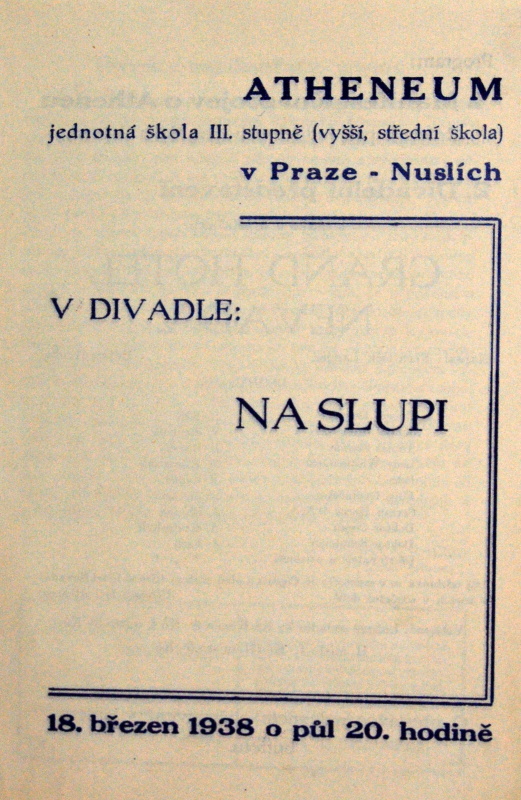 ATHENEUM
jednotná škola III. stupně (vyšší, střední škola)
v Praze - Nuslích
V DIVADLE:
NA SLUPI
18. březen 1938 o půl 20. hodině